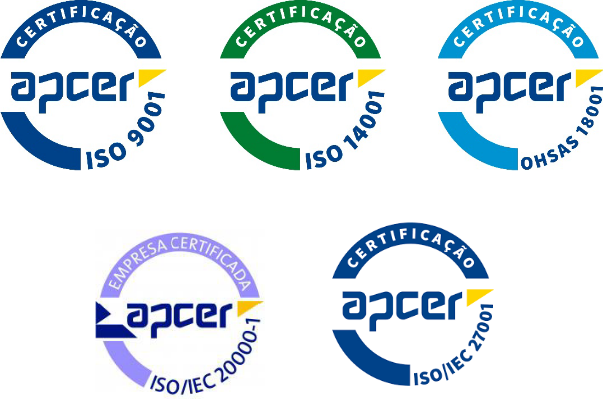 CERTIFICAÇÃO
apcer
ISO 9001
CERTIFICAÇÃO
apcer
ISO 14001
CERTIFICAÇÃO
apcer
OHSAS 18001
EMPRESA CERTIFICADA
apcer
ISO/IEC 20000-1
CERTIFICAÇÃO
apcer
ISO/IEC 27001